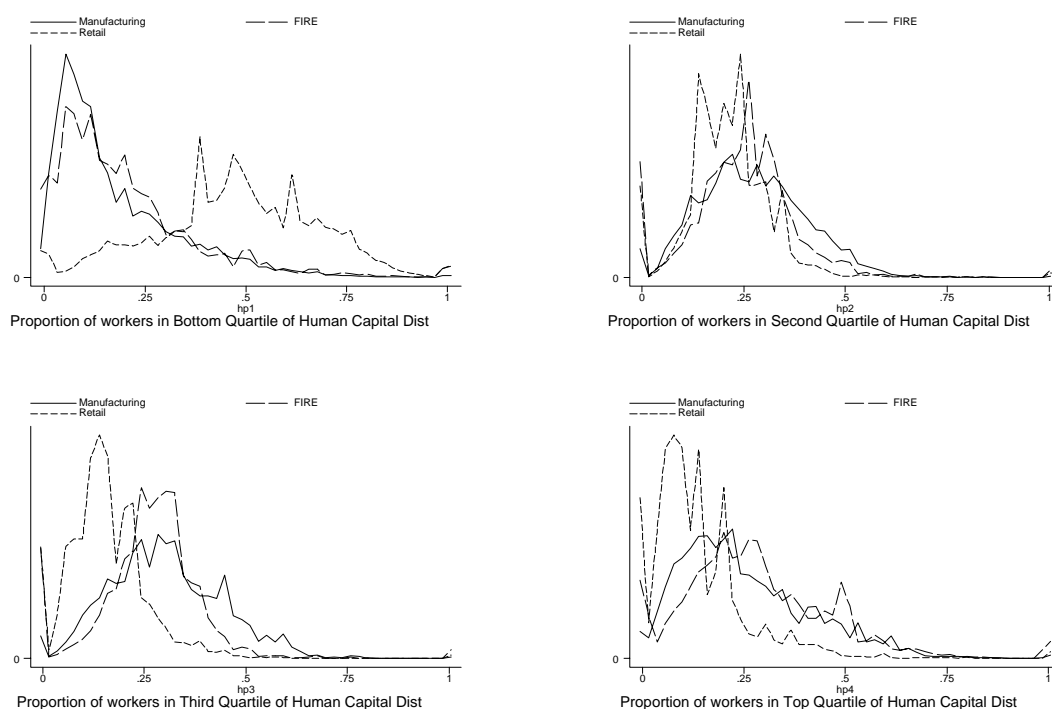 Manufacturing FIRE
Retail
0
0 .25 .5 .75 1
hp1
Proportion of workers in Bottom Quartile of Human Capital Dist
Manufacturing FIRE
Retail
0
0 .25 .5 .75 1
hp2
Proportion of workers in Second Quartile of Human Capital Dist
Manufacturing FIRE
Retail
0
0 .25 .5 .75 1
hp3
Proportion of workers in Third Quartile of Human Capital Dist
Manufacturing FIRE
Retail
0
0 .25 .5 .75 1
hp4
Proportion of workers in Top Quartile of Human Capital Dist